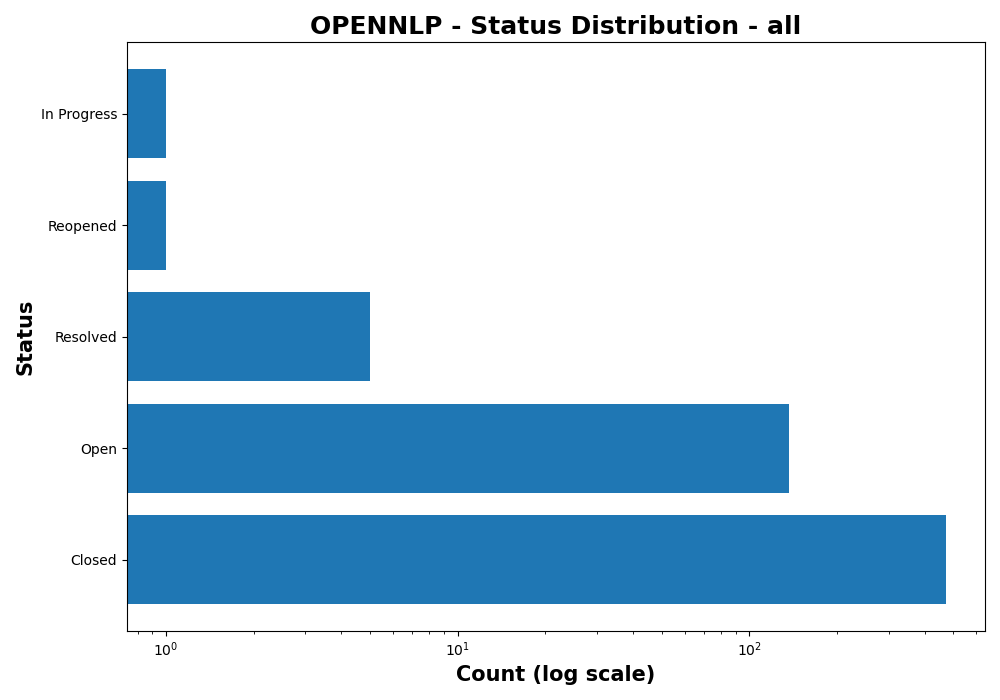 OPENNLP - Status Distribution - all
In Progress
Reopened
Resolved
Open
Closed
Status
10⁰
10¹
10²
Count (log scale)